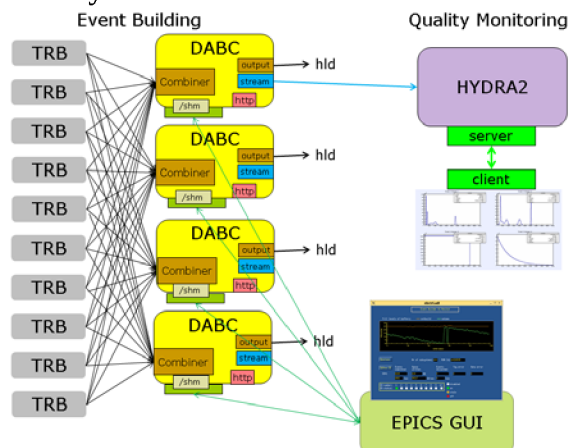 Event Building
Quality Monitoring
TRB
TRB
TRB
TRB
TRB
TRB
TRB
TRB
TRB
TRB
DABC
output
hld
Combiner
stream
/shm
http
DABC
output
hld
Combiner
stream
/shm
http
DABC
output
hld
Combiner
stream
/shm
http
DABC
output
hld
Combiner
stream
/shm
http
HYDRA2
server
client
EPICS GUI